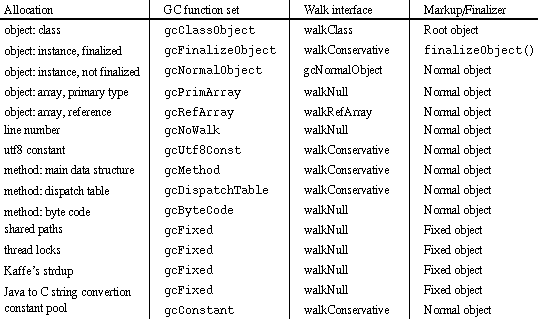 Allocation GC function set Walk interface Markup/Finalizer
object: class gcClassObject walkClass Root object
object: instance, finalized gcFinalizeObject walkConservative finalizeObject()
object: instance, not finalized gcNormalObject gcNormalObject Normal object
object: array, primary type gcPrimArray walkNull Normal object
object: array, reference gcRefArray walkRefArray Normal object
line number gcNoWalk walkNull Normal object
utf8 constant gcUtf8Const walkConservative Normal object
method: main data structure gcMethod walkConservative Normal object
method: dispatch table gcDispatchTable walkConservative Normal object
method: byte code gcByteCode walkNull Normal object
shared paths gcFixed walkNull Fixed object
thread locks gcFixed walkNull Fixed object
Kaffe's strdup gcFixed walkNull Fixed object
Java to C string convertion gcFixed walkNull Fixed object
constant pool gcConstant walkConservative Normal object